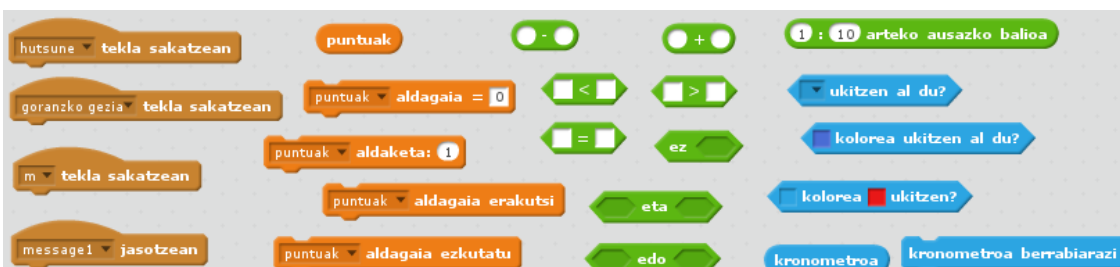 hutsune tekla sakatzean
goranzko gezia tekla sakatzean
m tekla sakatzean
message1 jasotzean
puntuak
puntuak aldagaia = 0
puntuak aldaketa: 1
puntuak aldagaia erakutsi
puntuak aldagaia ezkutatu
-
+
<
>
=
ez
eta
edo
1 : 10 arteko ausazko balioa
ukitzen al du?
kolorea ukitzen al du?
kolorea ukitzen?
kronometroa
kronometroa berrabiarazi